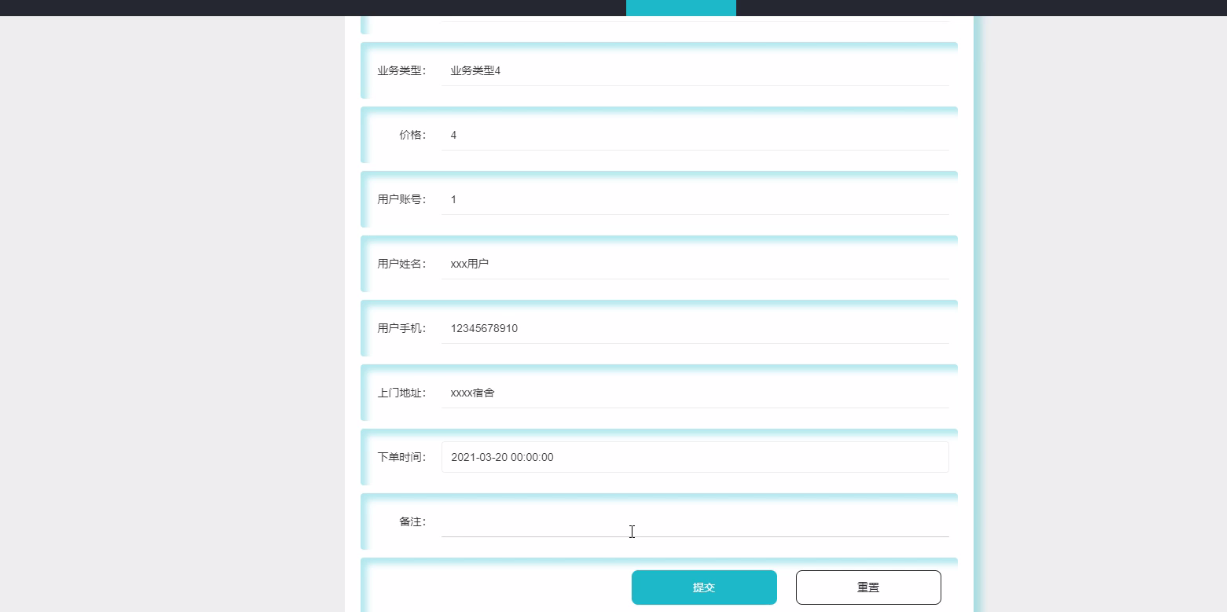 业务类型： 业务类型4
价格： 4
用户账号： 1
用户姓名： xxx用户
用户手机： 12345678910
上门地址： xxxx宿舍
下单时间： 2021-03-20 00:00:00
备注：
提交 重置